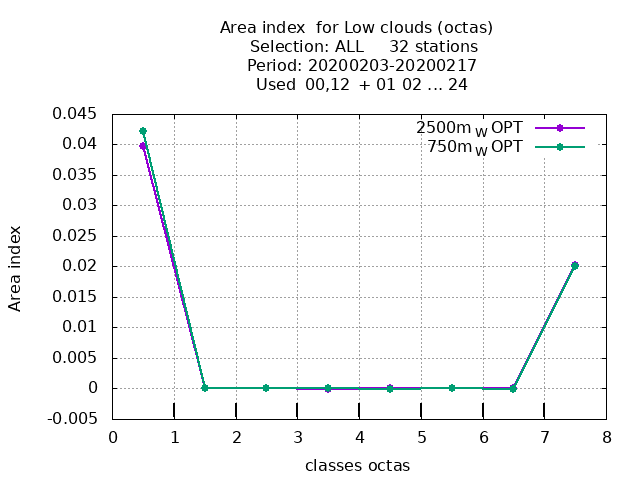 Area index  for Low clouds (octas)
Selection: ALL     32 stations
Period: 20200203-20200217
Used  00,12  + 01 02 ... 24
0.045
0.04
0.035
0.03
0.025
0.02
0.015
0.01
0.005
0
-0.005
Area index
2500m W OPT
750m W OPT
0 1 2 3 4 5 6 7 8
classes octas